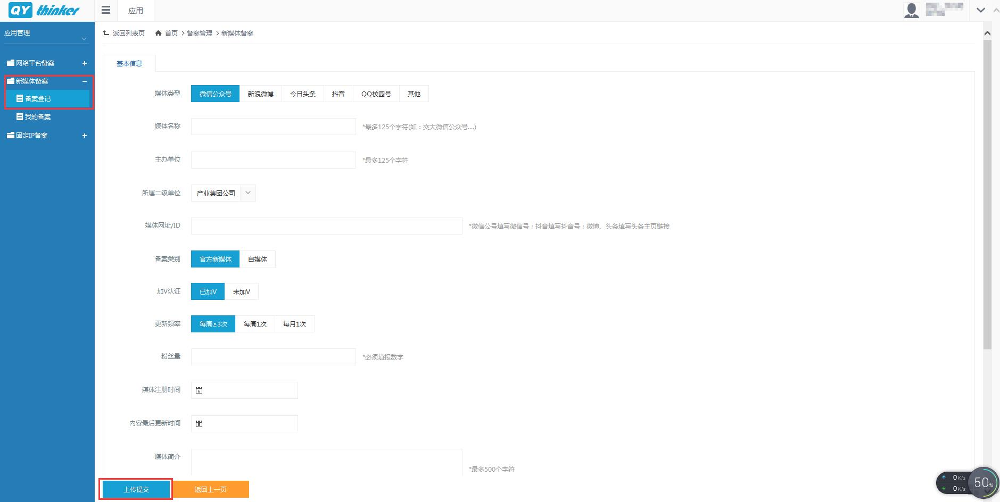 QY thinker
应用
应用管理
返回列表页 首页 > 备案管理 > 新媒体备案
网络平台备案 +
新媒体备案 −
备案登记
我的备案
固定IP备案 +
基本信息
媒体类型 微信公众号 新浪微博 今日头条 抖音 QQ校园号 其他
媒体名称 *最多125个字符(如：交大微信公众号....)
主办单位 *最多125个字符
所属二级单位 产业集团公司
媒体网址/ID *微信公号填写微信号；抖音填写抖音号；微博、头条填写头条主页链接
备案类别 官方新媒体 自媒体
加V认证 已加V 未加V
更新频率 每周≥3次 每周1次 每月1次
粉丝量 *必须填报数字
媒体注册时间
内容最后更新时间
媒体简介 *最多500个字符
上传提交 返回上一页
0K/s
0K/s
50%